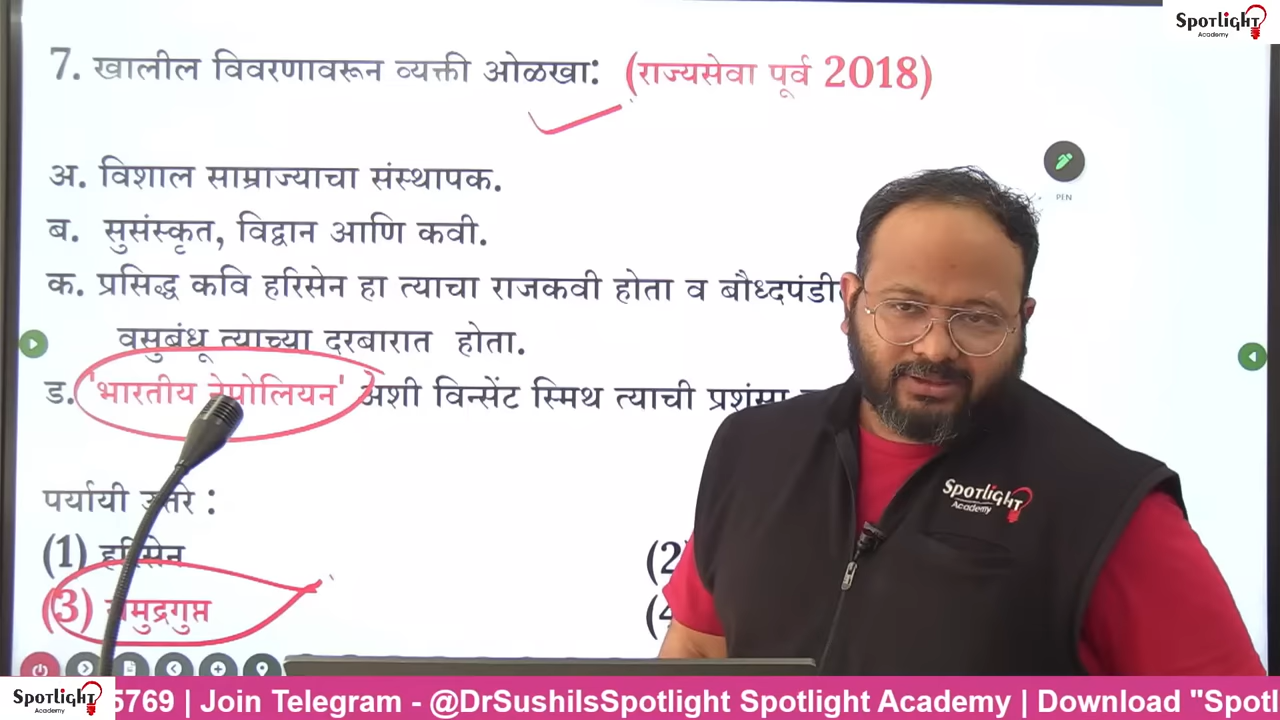 SPOTLIGHT
Academy
7. खालील विवरणावरून व्यक्ती ओळखा: (राज्यसेवा पूर्व 2018)
PEN
अ. विशाल साम्राज्याचा संस्थापक.
ब. सुसंस्कृत, विद्वान आणि कवी.
क. प्रसिद्ध कवि हरिसेन हा त्याचा राजकवी होता व
वसुबंधू त्याच्या दरबारात होता.
ड. 'भारतीय नेपोलियन' अशी विन्सेंट स्मिथ त्याची प्रशंसा
SPOTLIGHT
Academy
पर्यायी उत्तरे :
(1) हरिसेन
(2)
(3) समुद्रगुप्त
(4
SPOTLIGHT
Academy
5769 | Join Telegram - @DrSushilsSpotlight Spotlight Academy | Download "Spotl